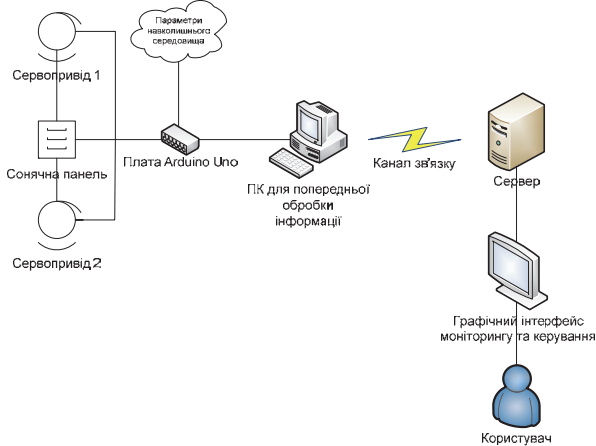 Параметри
навколишнього
середовища
Сервопривід 1
Сонячна панель
Плата Arduino Uno
ПК для попередньої
обробки
інформації
Канал зв'язку
Сервер
Сервопривід 2
Графічний інтерфейс
моніторингу та керування
Користувач